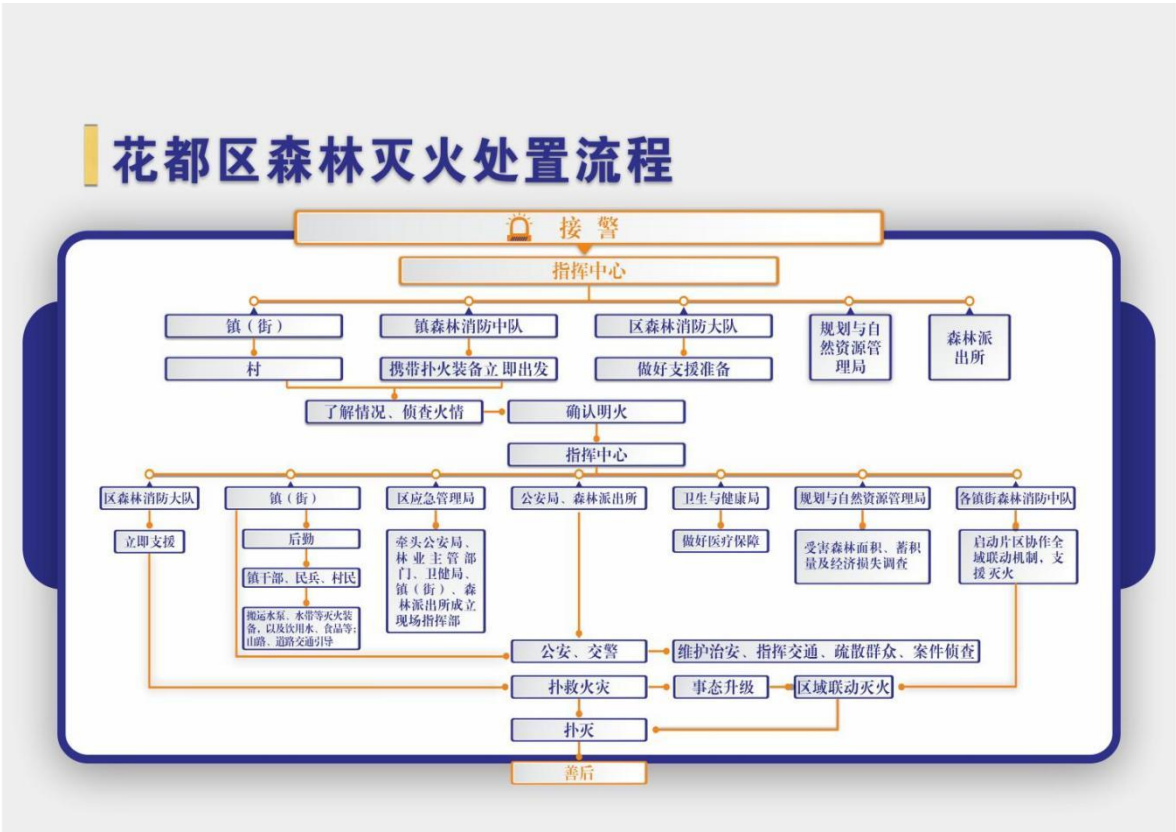 花都区森林灭火处置流程
接警
指挥中心
镇（街）
镇森林消防中队
区森林消防大队
规划与自
然资源管
理局
森林派
出所
村
携带扑火装备立即出发
做好支援准备
了解情况、侦查火情
确认明火
指挥中心
区森林消防大队
镇（街）
区应急管理局
公安局、森林派出所
卫生与健康局
规划与自然资源管理局
各镇街森林消防中队
立即支援
后勤
镇干部、民兵、村民
搬运水泵、水带等灭火装
备，以及饮用水、食品等；
山路、道路交通引导
牵头公安局、
林业主管部
门、卫健局、
镇（街）、森
林派出所成立
现场指挥部
做好医疗保障
受害森林面积、蓄积
量及经济损失调查
启动片区协作全
域联动机制，支
援灭火
公安、交警
维护治安、指挥交通、疏散群众、案件侦查
扑救火灾
事态升级
区域联动灭火
扑灭
善后